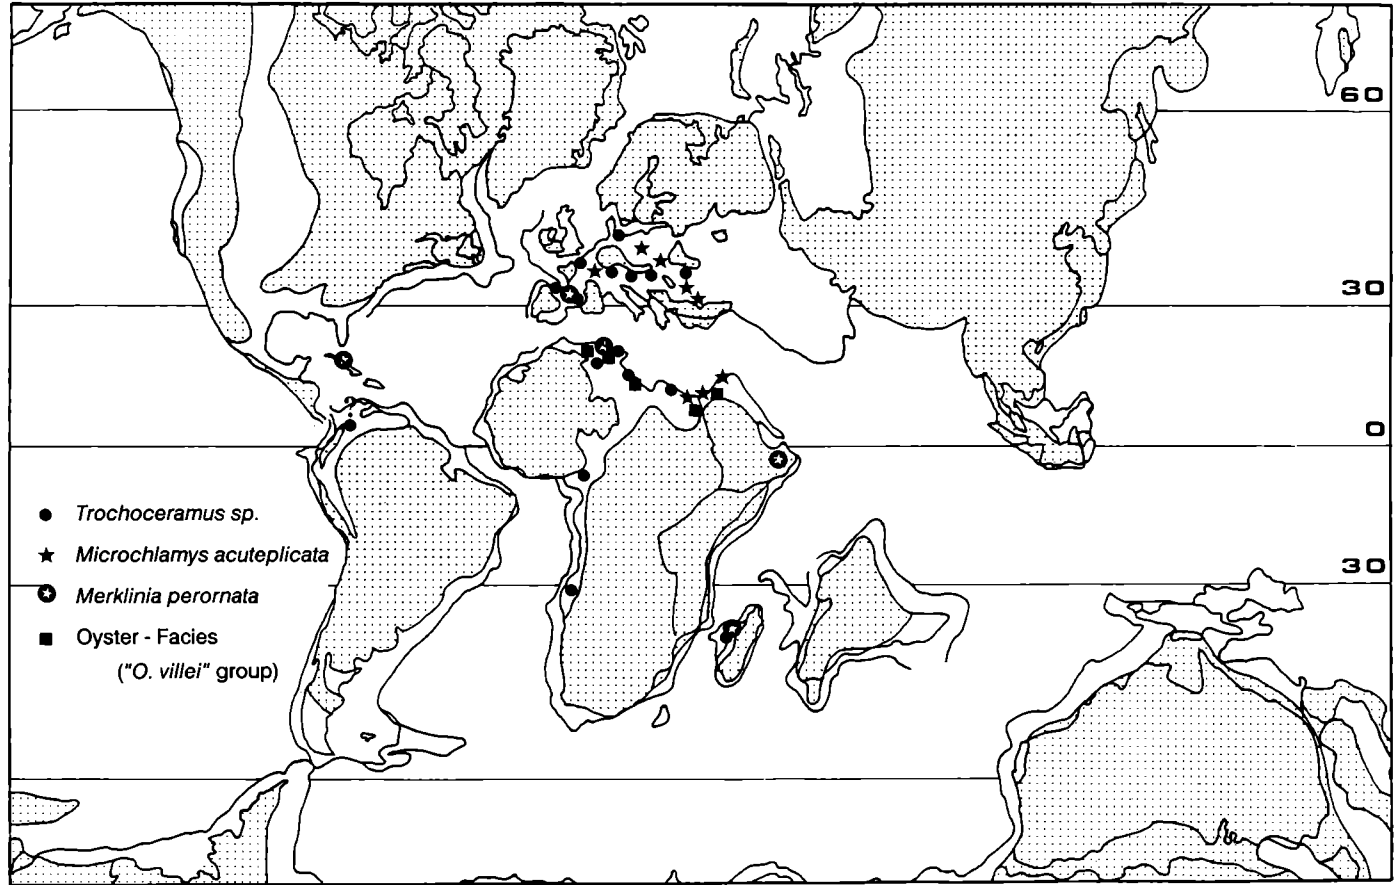 60
30
0
Trochoceramus sp.
Microchlamys acuteplicata
30
Merklinia perornata
Oyster - Facies
("O. villei" group)